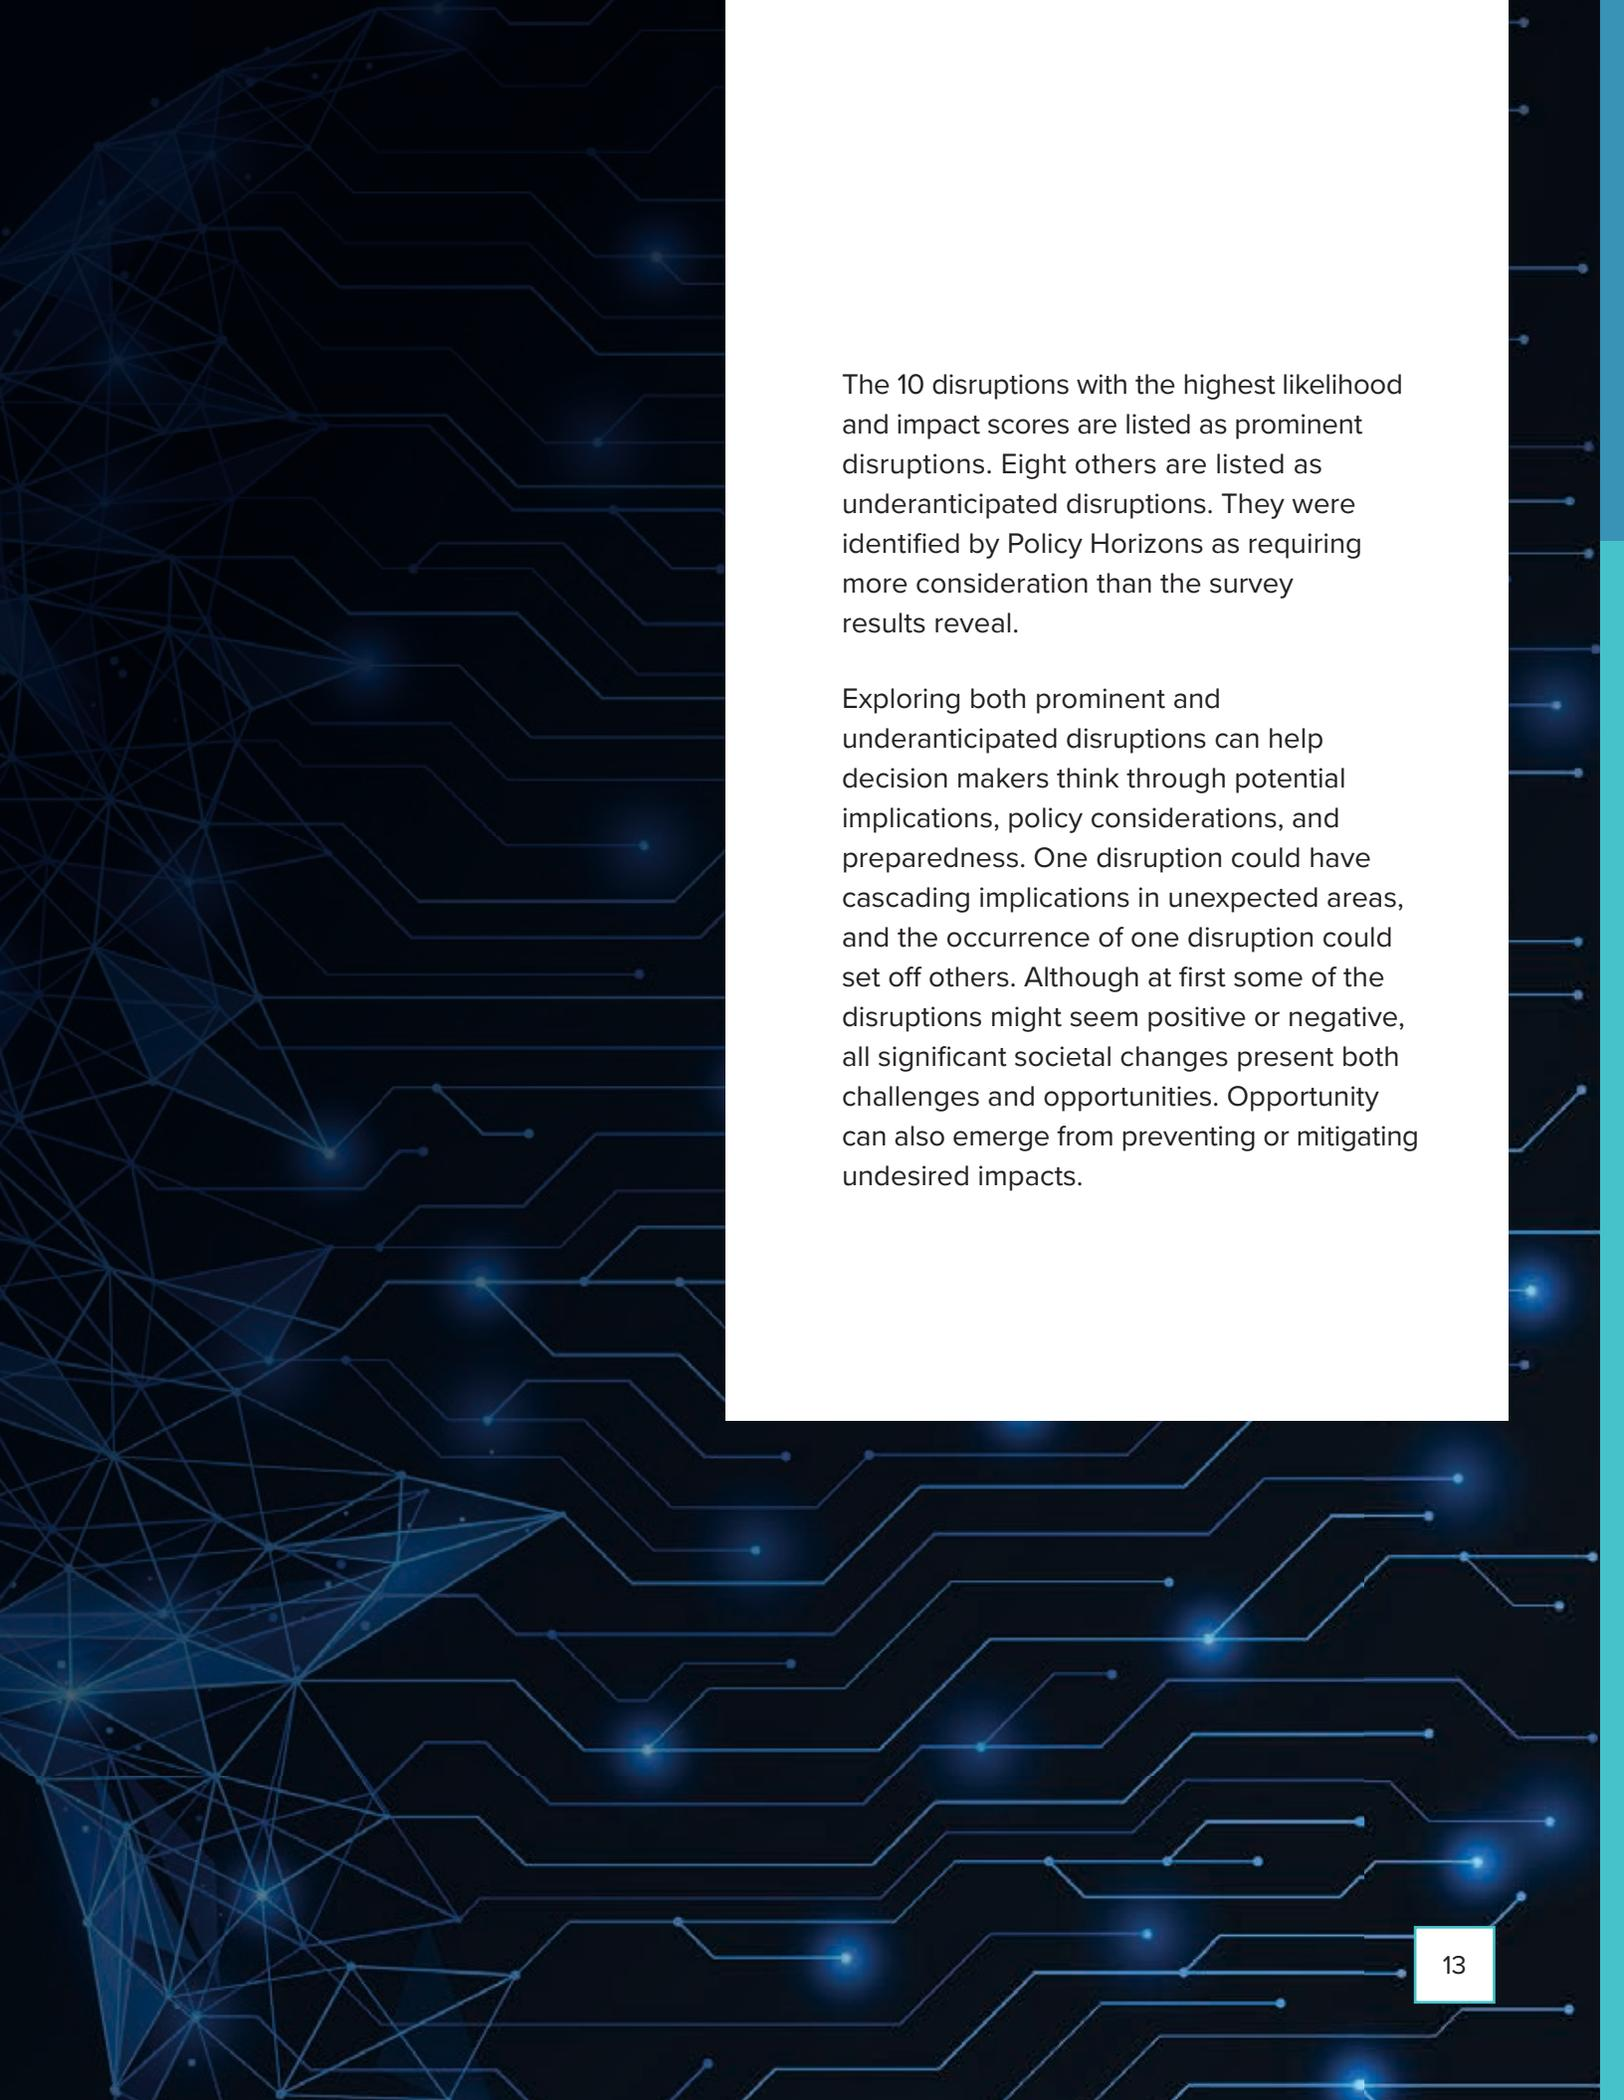 The 10 disruptions with the highest likelihood
and impact scores are listed as prominent
disruptions. Eight others are listed as
underanticipated disruptions. They were
identified by Policy Horizons as requiring
more consideration than the survey
results reveal.
Exploring both prominent and
underanticipated disruptions can help
decision makers think through potential
implications, policy considerations, and
preparedness. One disruption could have
cascading implications in unexpected areas,
and the occurrence of one disruption could
set off others. Although at first some of the
disruptions might seem positive or negative,
all significant societal changes present both
challenges and opportunities. Opportunity
can also emerge from preventing or mitigating
undesired impacts.
13